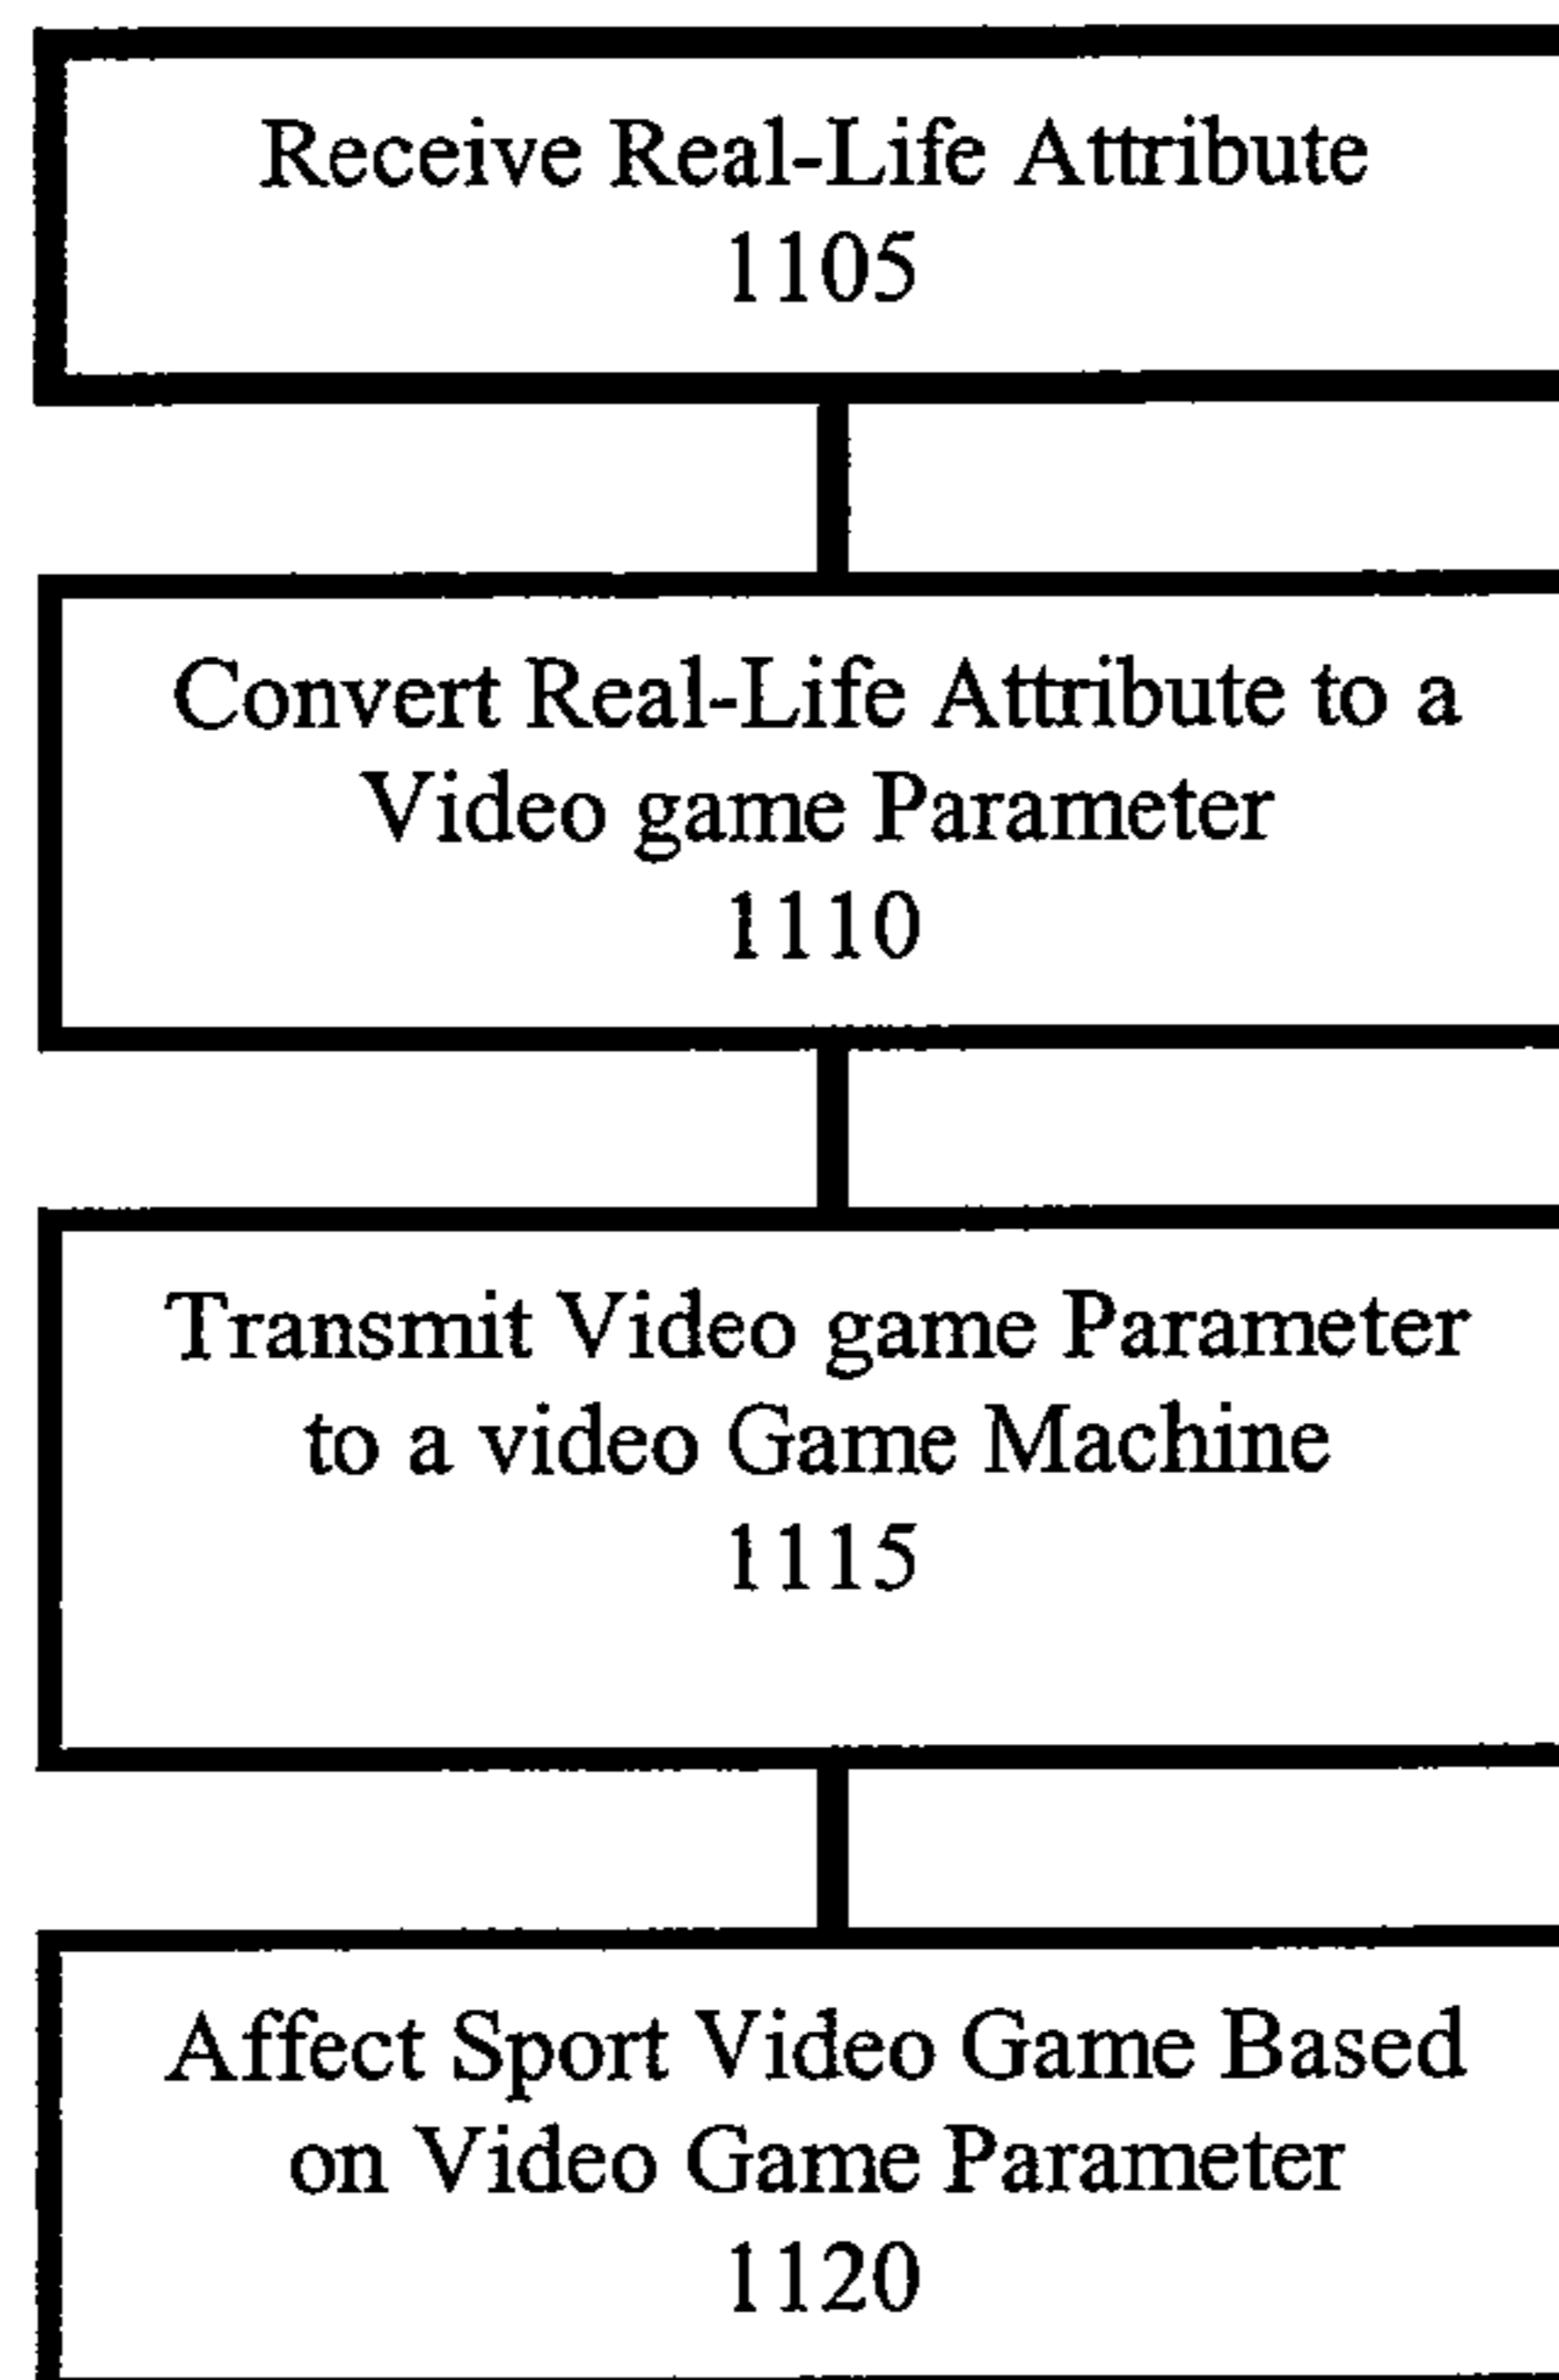 Receive Real-Life Attribute
1105
Convert Real-Life Attribute to a
Video game Parameter
1110
Transmit Video game Parameter
to a video Game Machine
1115
Affect Sport Video Game Based
on Video Game Parameter
1120